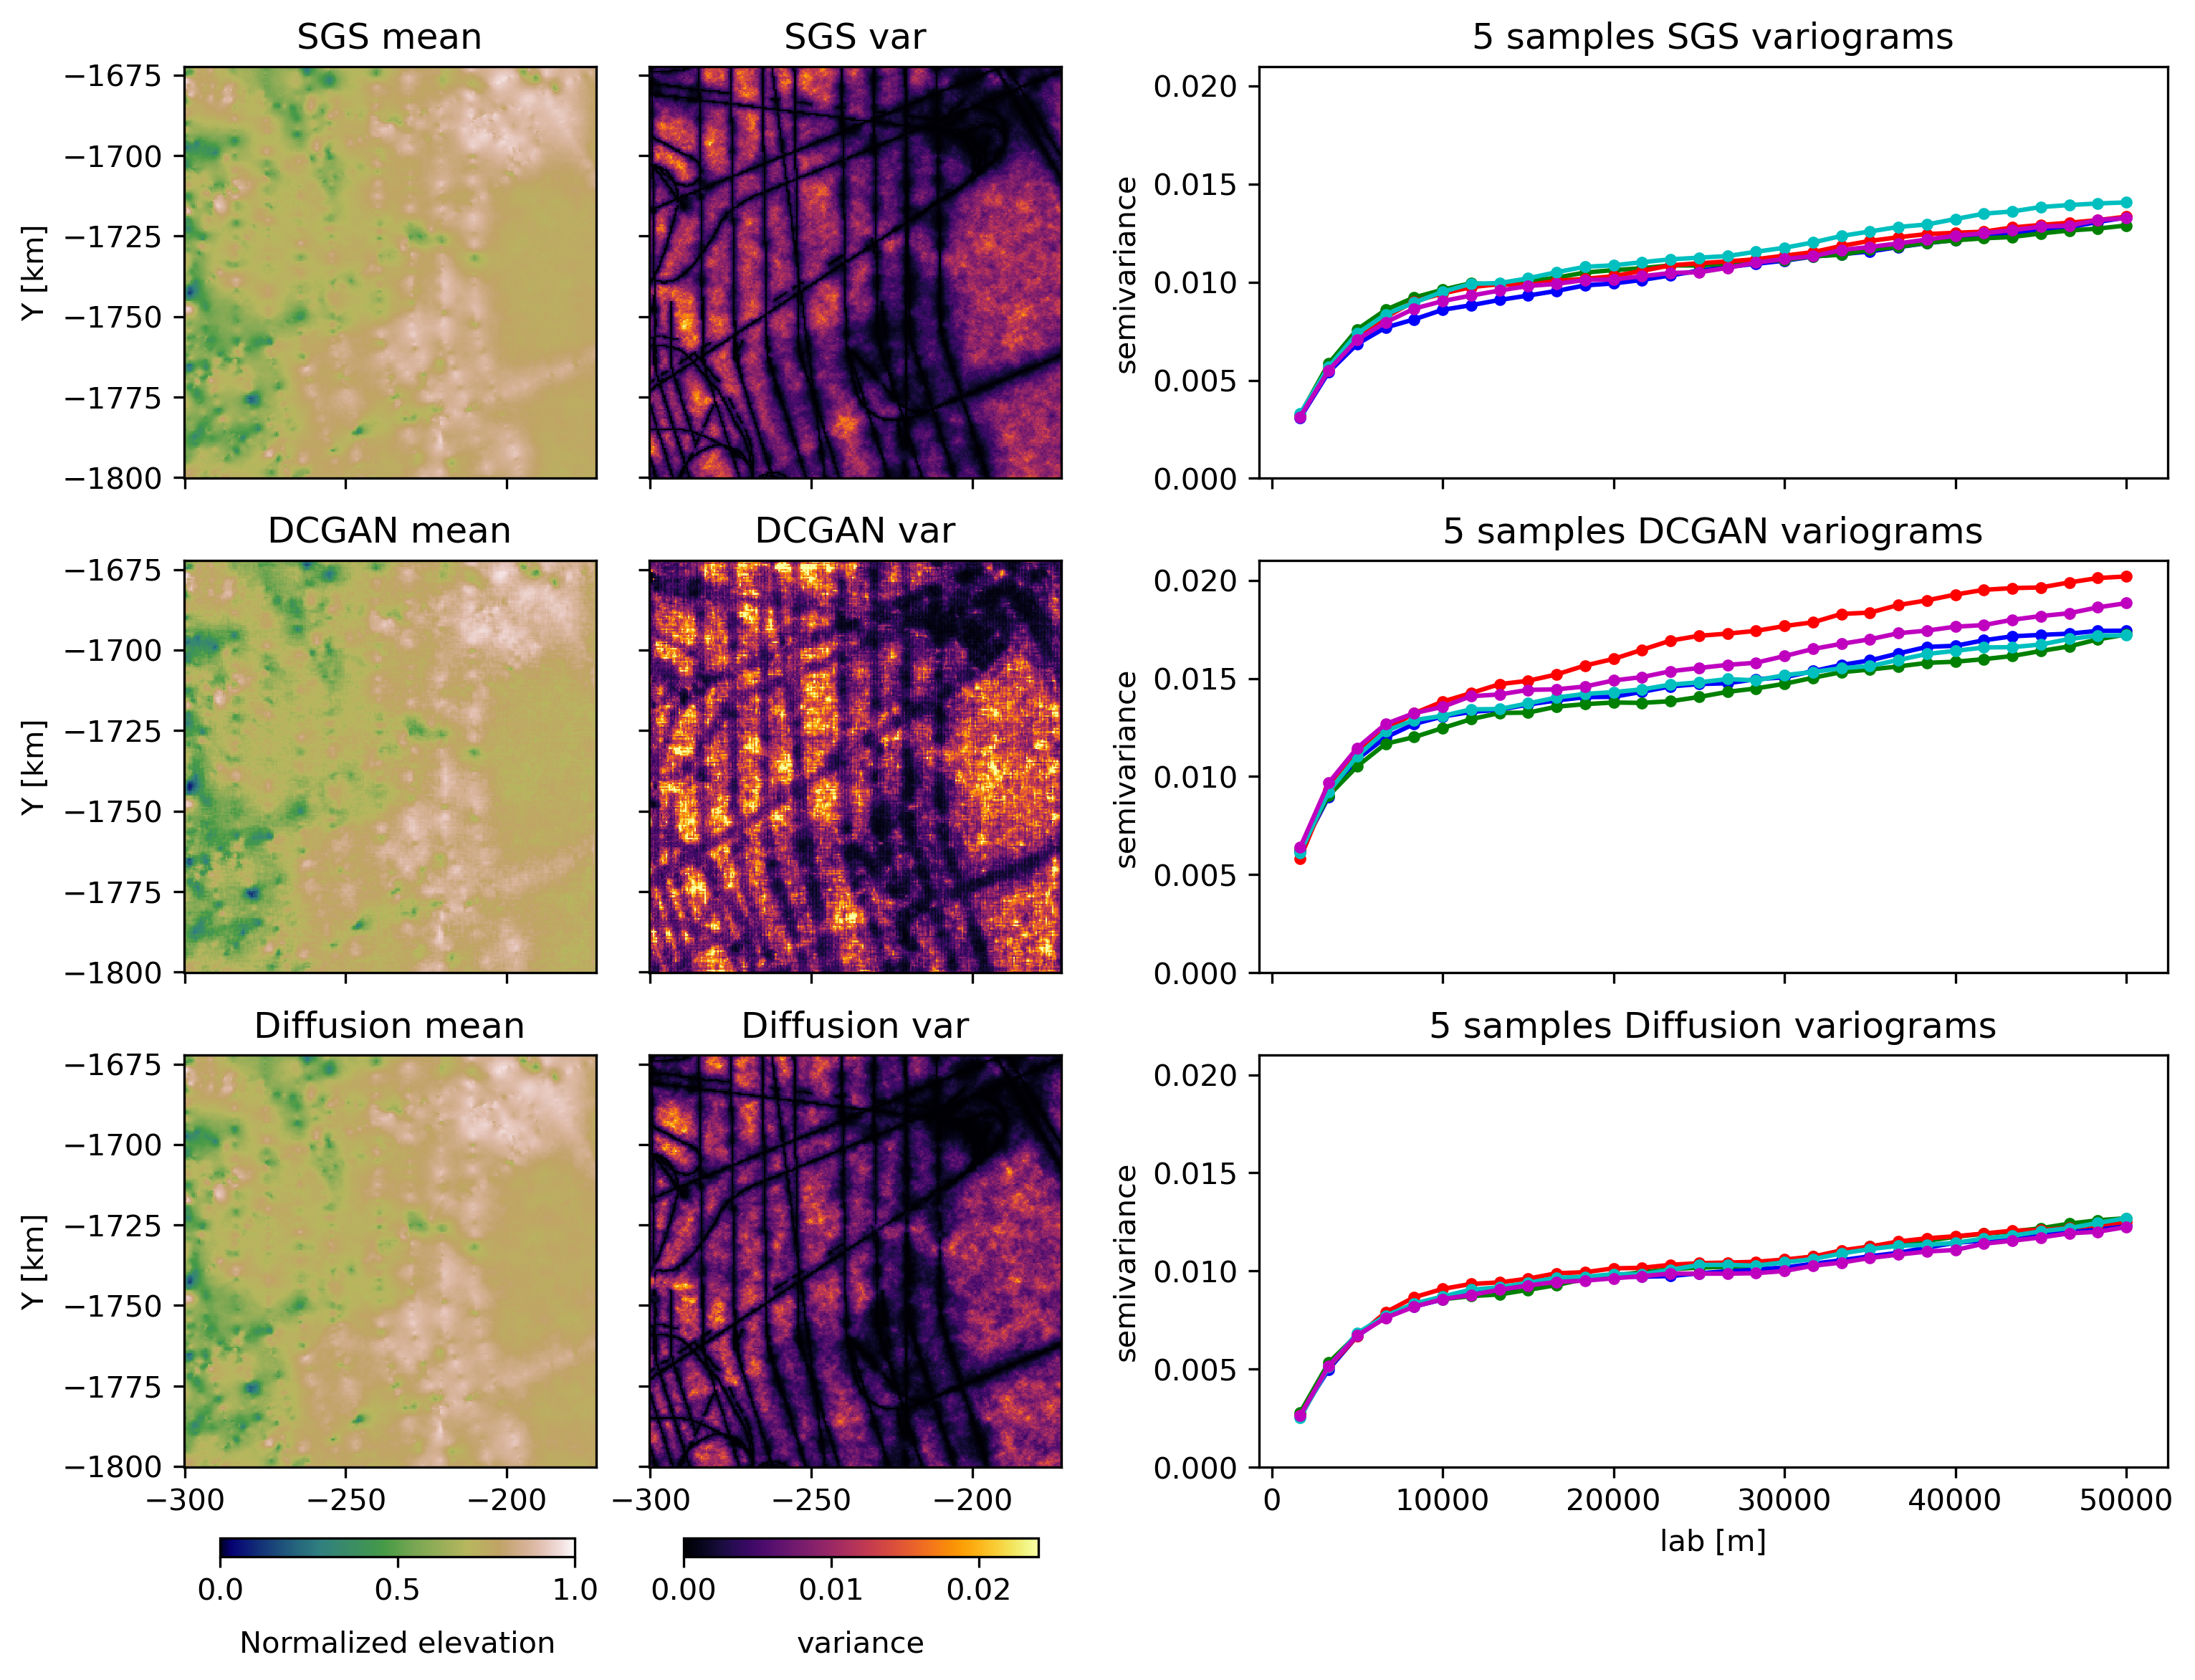 SGS mean
SGS var
5 samples SGS variograms
−1675
−1700
−1725
−1750
−1775
−1800
Y [km]
0.020
0.015
0.010
0.005
0.000
semivariance
DCGAN mean
DCGAN var
5 samples DCGAN variograms
−1675
−1700
−1725
−1750
−1775
−1800
Y [km]
0.020
0.015
0.010
0.005
0.000
semivariance
Diffusion mean
Diffusion var
5 samples Diffusion variograms
−1675
−1700
−1725
−1750
−1775
−1800
Y [km]
0.020
0.015
0.010
0.005
0.000
semivariance
−300 −250 −200
−300 −250 −200
0 10000 20000 30000 40000 50000
lab [m]
0.0 0.5 1.0
Normalized elevation
0.00 0.01 0.02
variance